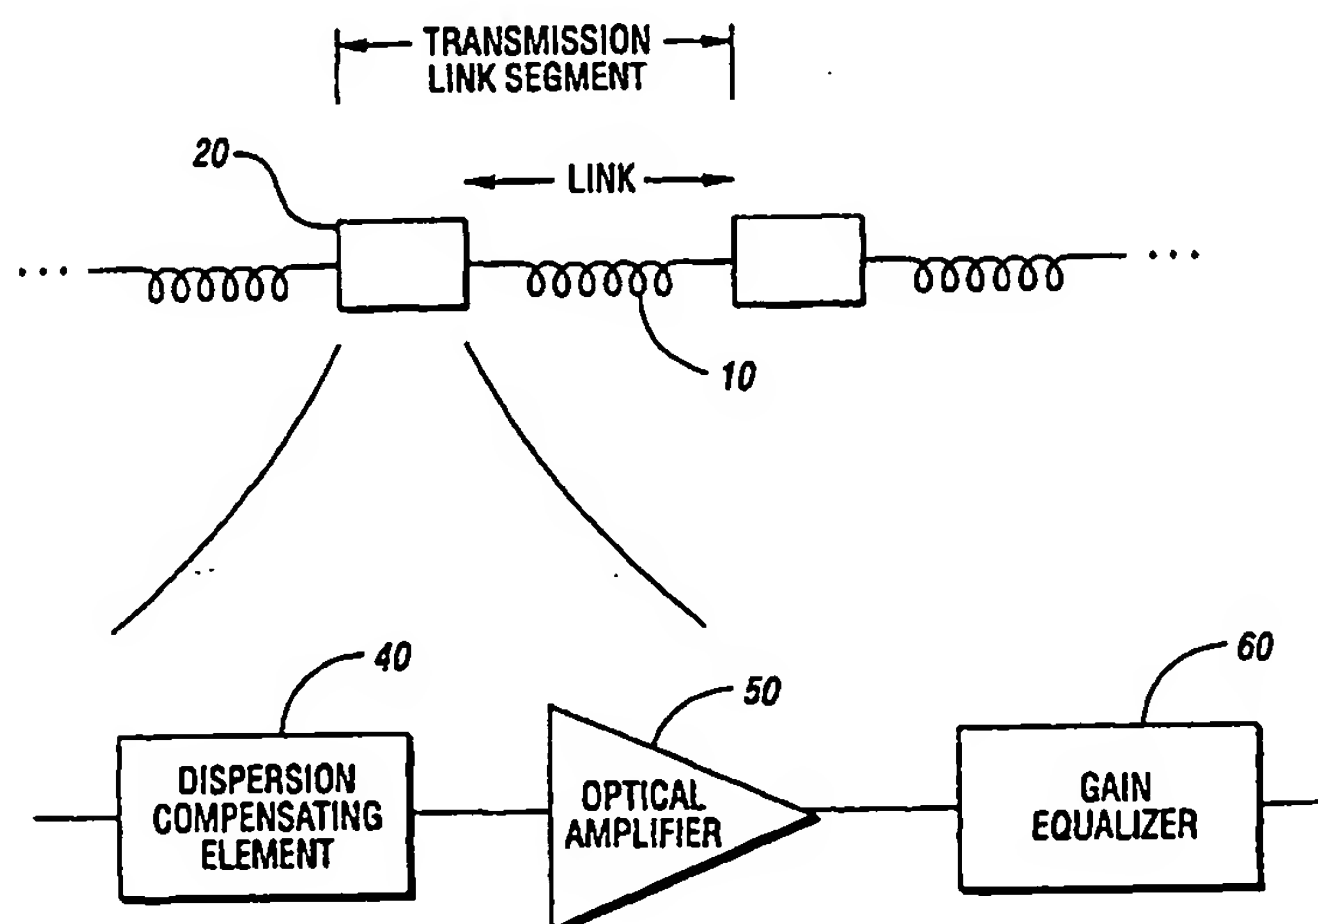 TRANSMISSION
LINK SEGMENT
20
LINK
...
...
10
40
50
60
DISPERSION
COMPENSATING
ELEMENT
OPTICAL
AMPLIFIER
GAIN
EQUALIZER